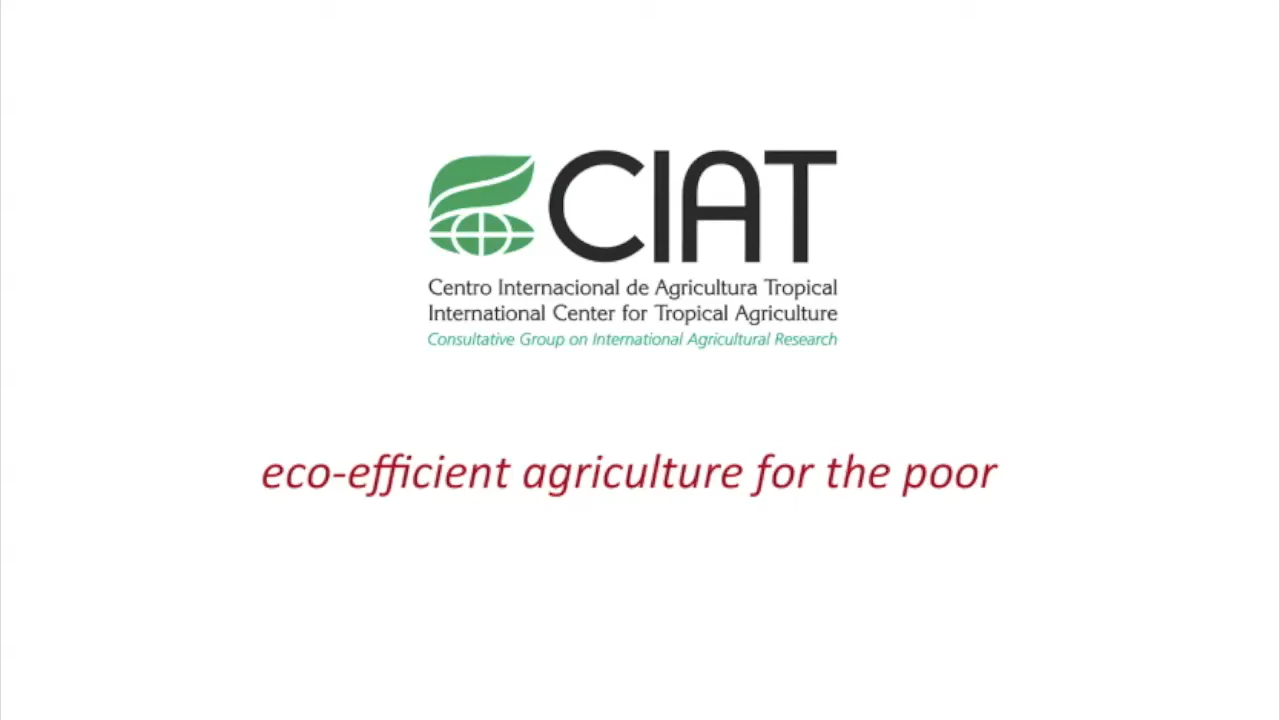 CIAT
Centro Internacional de Agricultura Tropical
International Center for Tropical Agriculture
Consultative Group on International Agricultural Research
eco-efficient agriculture for the poor